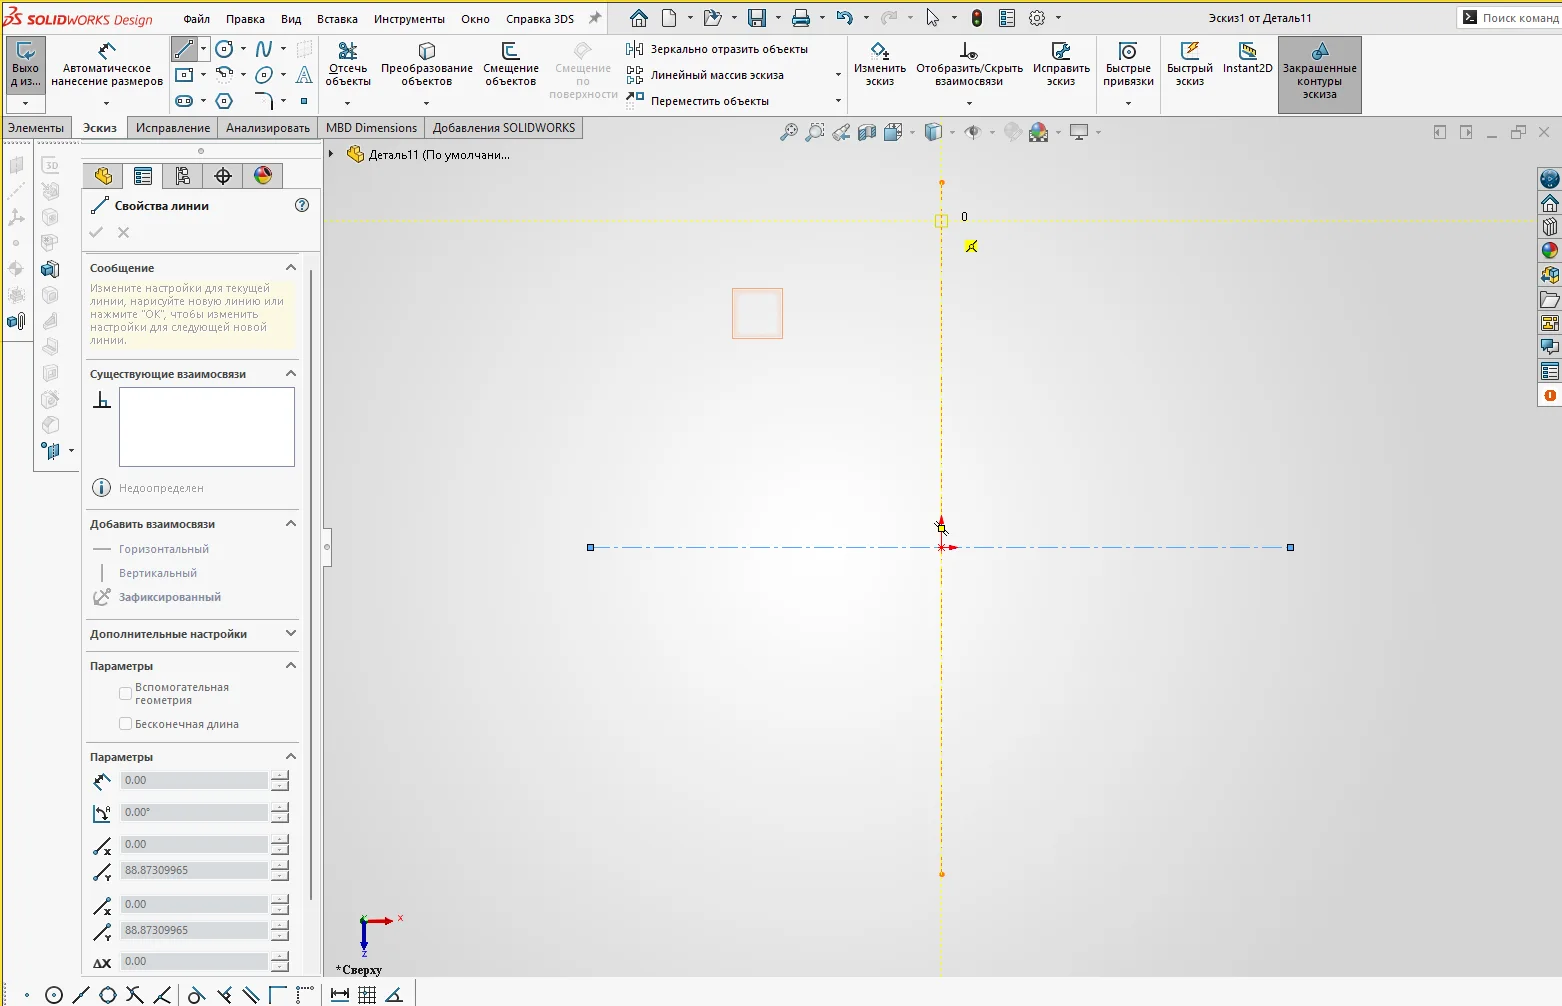 SOLIDWORKS Design
Файл Правка Вид Вставка Инструменты Окно Справка 3DS
Эскиз1 от Деталь11
Поиск команд
Выхо
д из...
Автоматическое
нанесение размеров
Отсечь
объекты
Преобразование
объектов
Смещение
объектов
Смещение
по
поверхности
Зеркально отразить объекты
Линейный массив эскиза
Переместить объекты
Изменить
эскиз
Отобразить/Скрыть
взаимосвязи
Исправить
эскиз
Быстрые
привязки
Быстрый
эскиз
Instant2D
Закрашенные
контуры
эскиза
Элементы Эскиз Исправление Анализировать MBD Dimensions Добавления SOLIDWORKS
Деталь11 (По умолчани...
3D
Свойства линии
Сообщение
Измените настройки для текущей
линии, нарисуйте новую линию или
нажмите "ОК", чтобы изменить
настройки для следующей новой
линии.
Существующие взаимосвязи
Недоопределен
Добавить взаимосвязи
Горизонтальный
Вертикальный
Зафиксированный
Дополнительные настройки
Параметры
Вспомогательная
геометрия
Бесконечная длина
Параметры
0.00
0.00°
0.00
88.87309965
0.00
88.87309965
ΔX 0.00
0
X
Z
*Сверху